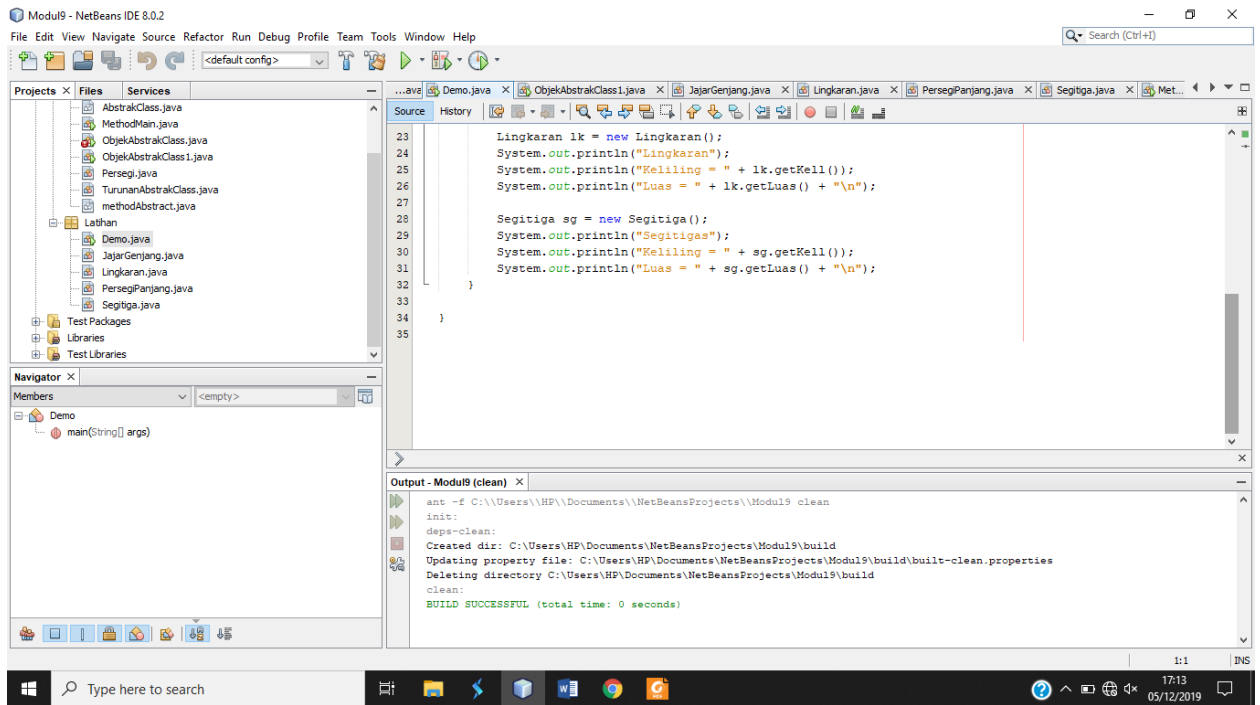 Modul9 - NetBeans IDE 8.0.2
File Edit View Navigate Source Refactor Run Debug Profile Team Tools Window Help
Search (Ctrl+I)
<default config>
Projects Files Services
AbstrakClass.java
MethodMain.java
ObjekAbstrakClass.java
ObjekAbstrakClass1.java
Persegi.java
TurunanAbstrakClass.java
methodAbstract.java
Latihan
Demo.java
JajarGenjang.java
Lingkaran.java
PersegiPanjang.java
Segitiga.java
Test Packages
Libraries
Test Libraries
Navigator
Members <empty>
Demo
main(String[] args)
...ava Demo.java ObjekAbstrakClass1.java JajarGenjang.java Lingkaran.java PersegiPanjang.java Segitiga.java Met...
Source History
23 Lingkaran lk = new Lingkaran();
24 System.out.println("Lingkaran");
25 System.out.println("Keliling = " + lk.getKell());
26 System.out.println("Luas = " + lk.getLuas() + "\n");
27
28 Segitiga sg = new Segitiga();
29 System.out.println("Segitigas");
30 System.out.println("Keliling = " + sg.getKell());
31 System.out.println("Luas = " + sg.getLuas() + "\n");
32 }
33
34 }
35
Output - Modul9 (clean)
ant -f C:\\Users\\HP\\Documents\\NetBeansProjects\\Modul9 clean
init:
deps-clean:
Created dir: C:\Users\HP\Documents\NetBeansProjects\Modul9\build
Updating property file: C:\Users\HP\Documents\NetBeansProjects\Modul9\build\built-clean.properties
Deleting directory C:\Users\HP\Documents\NetBeansProjects\Modul9\build
clean:
BUILD SUCCESSFUL (total time: 0 seconds)
1:1 INS
Type here to search
17:13
05/12/2019